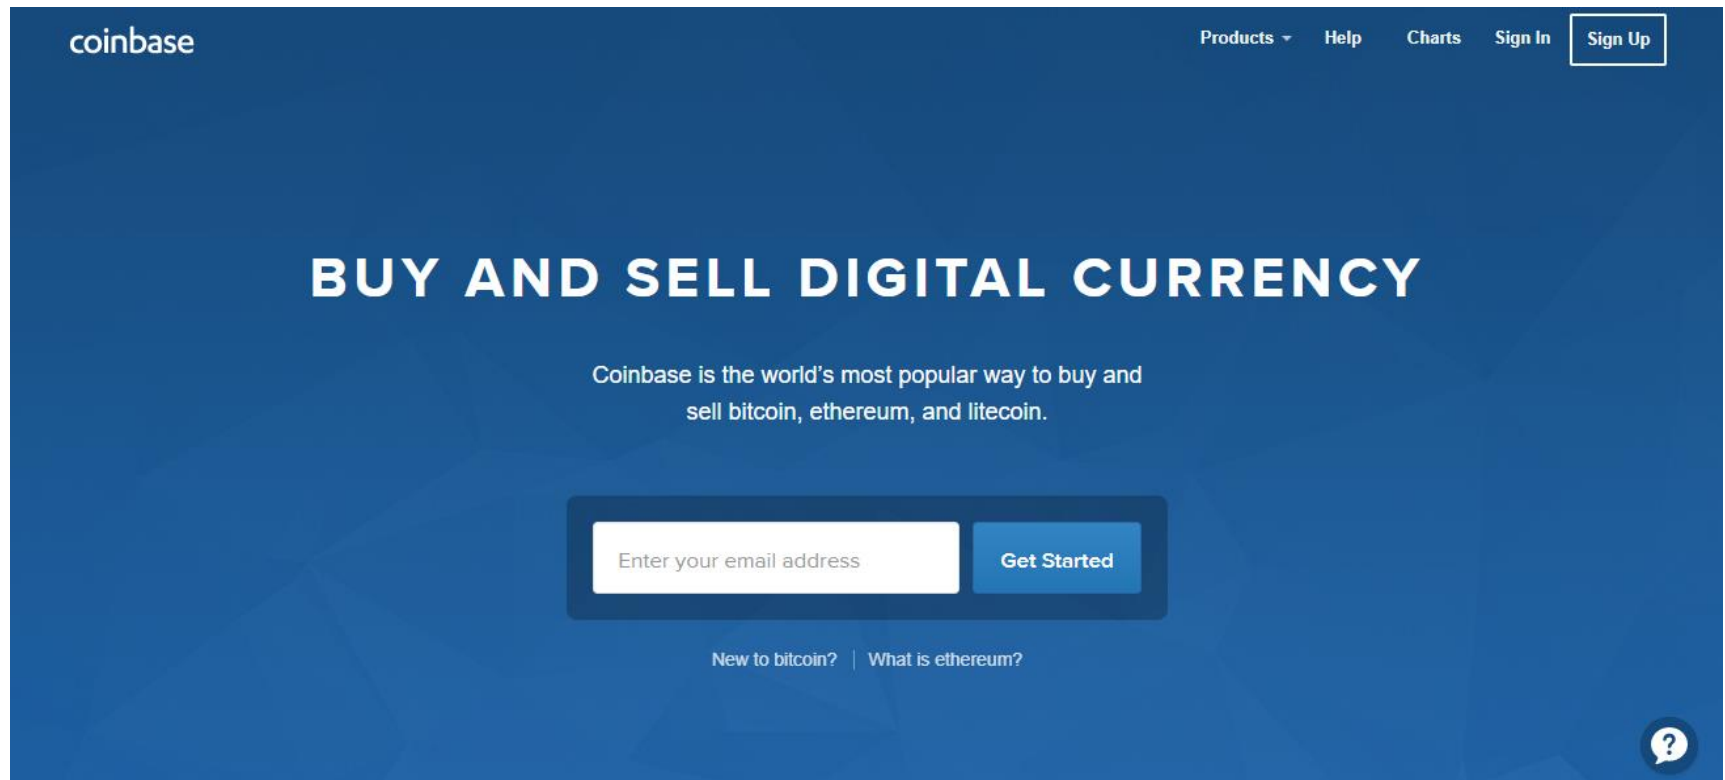 coinbase
Products Help Charts Sign In Sign Up
BUY AND SELL DIGITAL CURRENCY
Coinbase is the world’s most popular way to buy and
sell bitcoin, ethereum, and litecoin.
Enter your email address Get Started
New to bitcoin? What is ethereum?
?